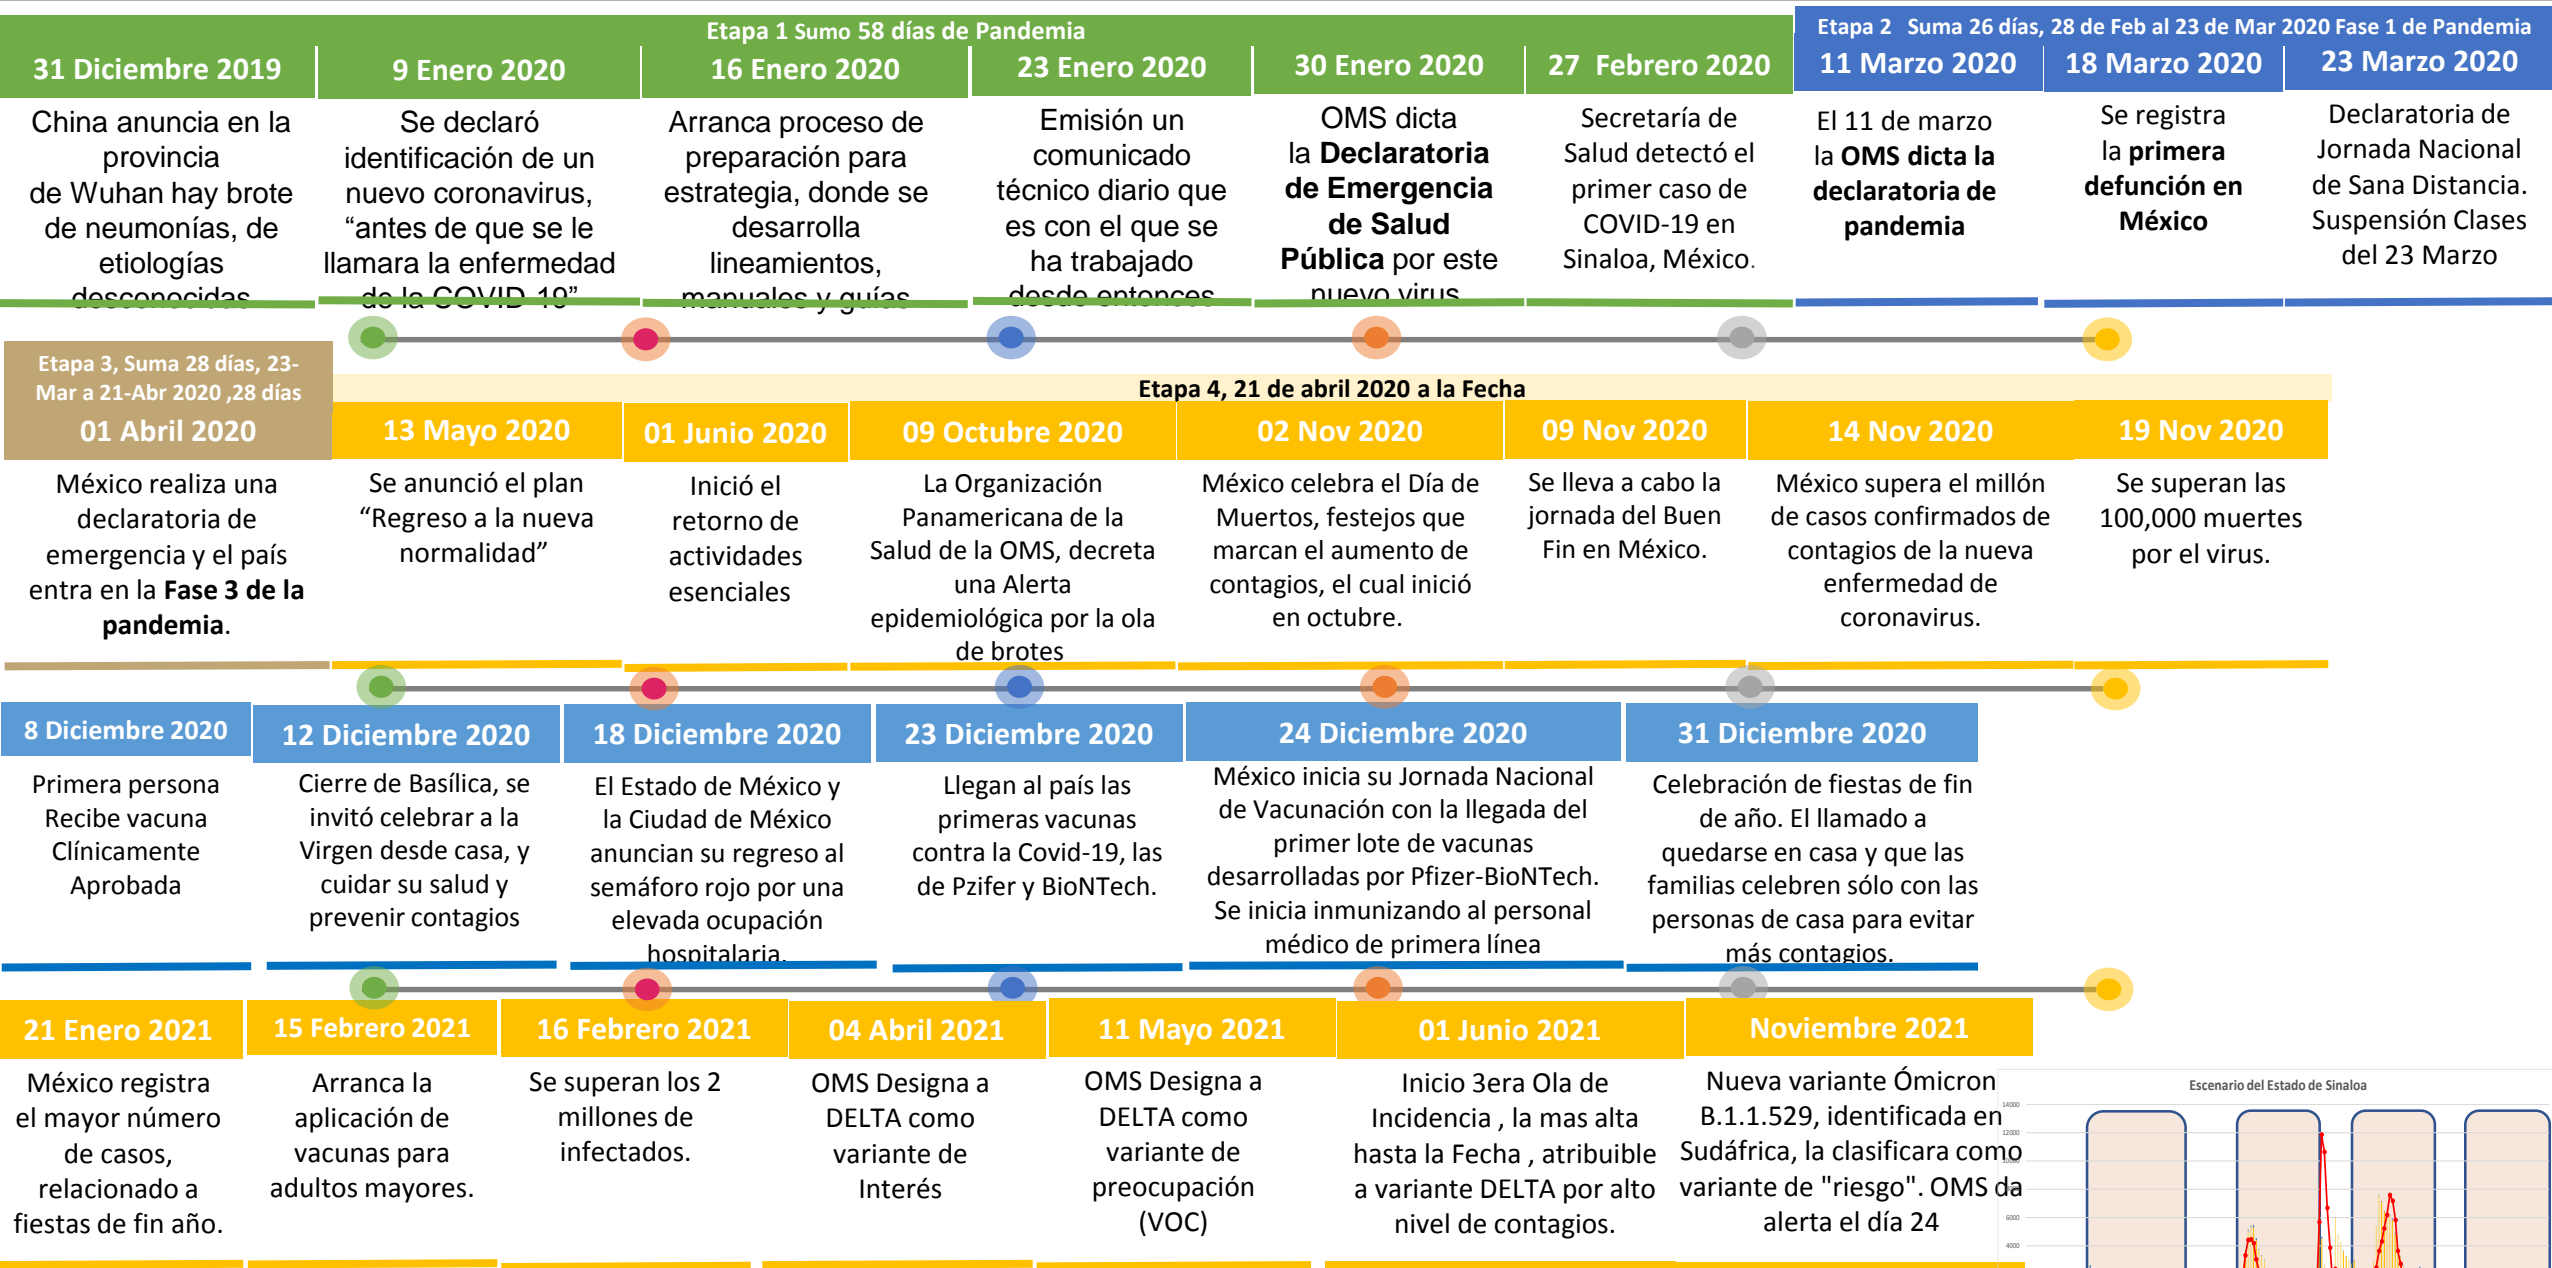 Etapa 1 Sumo 58 días de Pandemia
Etapa 2 Suma 26 días, 28 de Feb al 23 de Mar 2020 Fase 1 de Pandemia
31 Diciembre 2019
China anuncia en la
provincia
de Wuhan hay brote
de neumonías, de
etiologías
desconocidas
9 Enero 2020
Se declaró
identificación de un
nuevo coronavirus,
“antes de que se le
llamara la enfermedad
de la COVID-19”
16 Enero 2020
Arranca proceso de
preparación para
estrategia, donde se
desarrolla
lineamientos,
manuales y guías
23 Enero 2020
Emisión un
comunicado
técnico diario que
es con el que se
ha trabajado
desde entonces
30 Enero 2020
OMS dicta
la Declaratoria
de Emergencia
de Salud
Pública por este
nuevo virus
27 Febrero 2020
Secretaría de
Salud detectó el
primer caso de
COVID-19 en
Sinaloa, México.
11 Marzo 2020
El 11 de marzo
la OMS dicta la
declaratoria de
pandemia
18 Marzo 2020
Se registra
la primera
defunción en
México
23 Marzo 2020
Declaratoria de
Jornada Nacional
de Sana Distancia.
Suspensión Clases
del 23 Marzo
Etapa 3, Suma 28 días, 23-
Mar a 21-Abr 2020 ,28 días
Etapa 4, 21 de abril 2020 a la Fecha
01 Abril 2020
México realiza una
declaratoria de
emergencia y el país
entra en la Fase 3 de la
pandemia.
13 Mayo 2020
Se anunció el plan
“Regreso a la nueva
normalidad”
01 Junio 2020
Inició el
retorno de
actividades
esenciales
09 Octubre 2020
La Organización
Panamericana de la
Salud de la OMS, decreta
una Alerta
epidemiológica por la ola
de brotes
02 Nov 2020
México celebra el Día de
Muertos, festejos que
marcan el aumento de
contagios, el cual inició
en octubre.
09 Nov 2020
Se lleva a cabo la
jornada del Buen
Fin en México.
14 Nov 2020
México supera el millón
de casos confirmados de
contagios de la nueva
enfermedad de
coronavirus.
19 Nov 2020
Se superan las
100,000 muertes
por el virus.
8 Diciembre 2020
Primera persona
Recibe vacuna
Clínicamente
Aprobada
12 Diciembre 2020
Cierre de Basílica, se
invitó celebrar a la
Virgen desde casa, y
cuidar su salud y
prevenir contagios
18 Diciembre 2020
El Estado de México y
la Ciudad de México
anuncian su regreso al
semáforo rojo por una
elevada ocupación
hospitalaria.
23 Diciembre 2020
Llegan al país las
primeras vacunas
contra la Covid-19, las
de Pzifer y BioNTech.
24 Diciembre 2020
México inicia su Jornada Nacional
de Vacunación con la llegada del
primer lote de vacunas
desarrolladas por Pfizer-BioNTech.
Se inicia inmunizando al personal
médico de primera línea
31 Diciembre 2020
Celebración de fiestas de fin
de año. El llamado a
quedarse en casa y que las
familias celebren sólo con las
personas de casa para evitar
más contagios.
21 Enero 2021
México registra
el mayor número
de casos,
relacionado a
fiestas de fin año.
15 Febrero 2021
Arranca la
aplicación de
vacunas para
adultos mayores.
16 Febrero 2021
Se superan los 2
millones de
infectados.
04 Abril 2021
OMS Designa a
DELTA como
variante de
Interés
11 Mayo 2021
OMS Designa a
DELTA como
variante de
preocupación
(VOC)
01 Junio 2021
Inicio 3era Ola de
Incidencia , la mas alta
hasta la Fecha , atribuible
a variante DELTA por alto
nivel de contagios.
Noviembre 2021
Nueva variante Ómicron
B.1.1.529, identificada en
Sudáfrica, la clasificara como
variante de "riesgo". OMS da
alerta el día 24
Escenario del Estado de Sinaloa
14000
12000
6000
4000